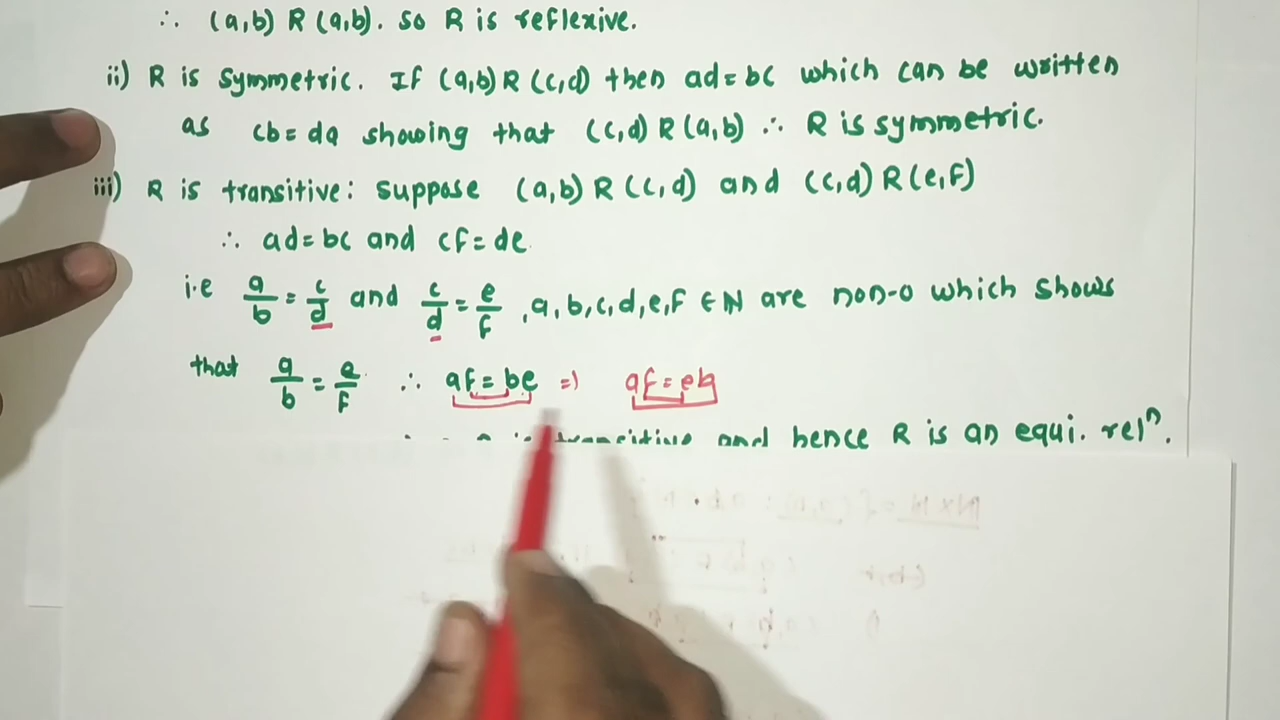 ∴ (a,b) R (a,b). so R is reflexive.
ii) R is symmetric. If (a,b) R (c,d) then ad=bc which can be written
as cb=da showing that (c,d) R (a,b) ∴ R is symmetric.
iii) R is transitive: suppose (a,b) R (c,d) and (c,d) R (e,f)
∴ ad=bc and cf=de
i.e a/b = c/d and c/d = e/f , a,b,c,d,e,f ∈ N are non-0 which shows
that a/b = e/f ∴ af=be ⇒ af=eb
transitive and hence R is an equi. relⁿ.